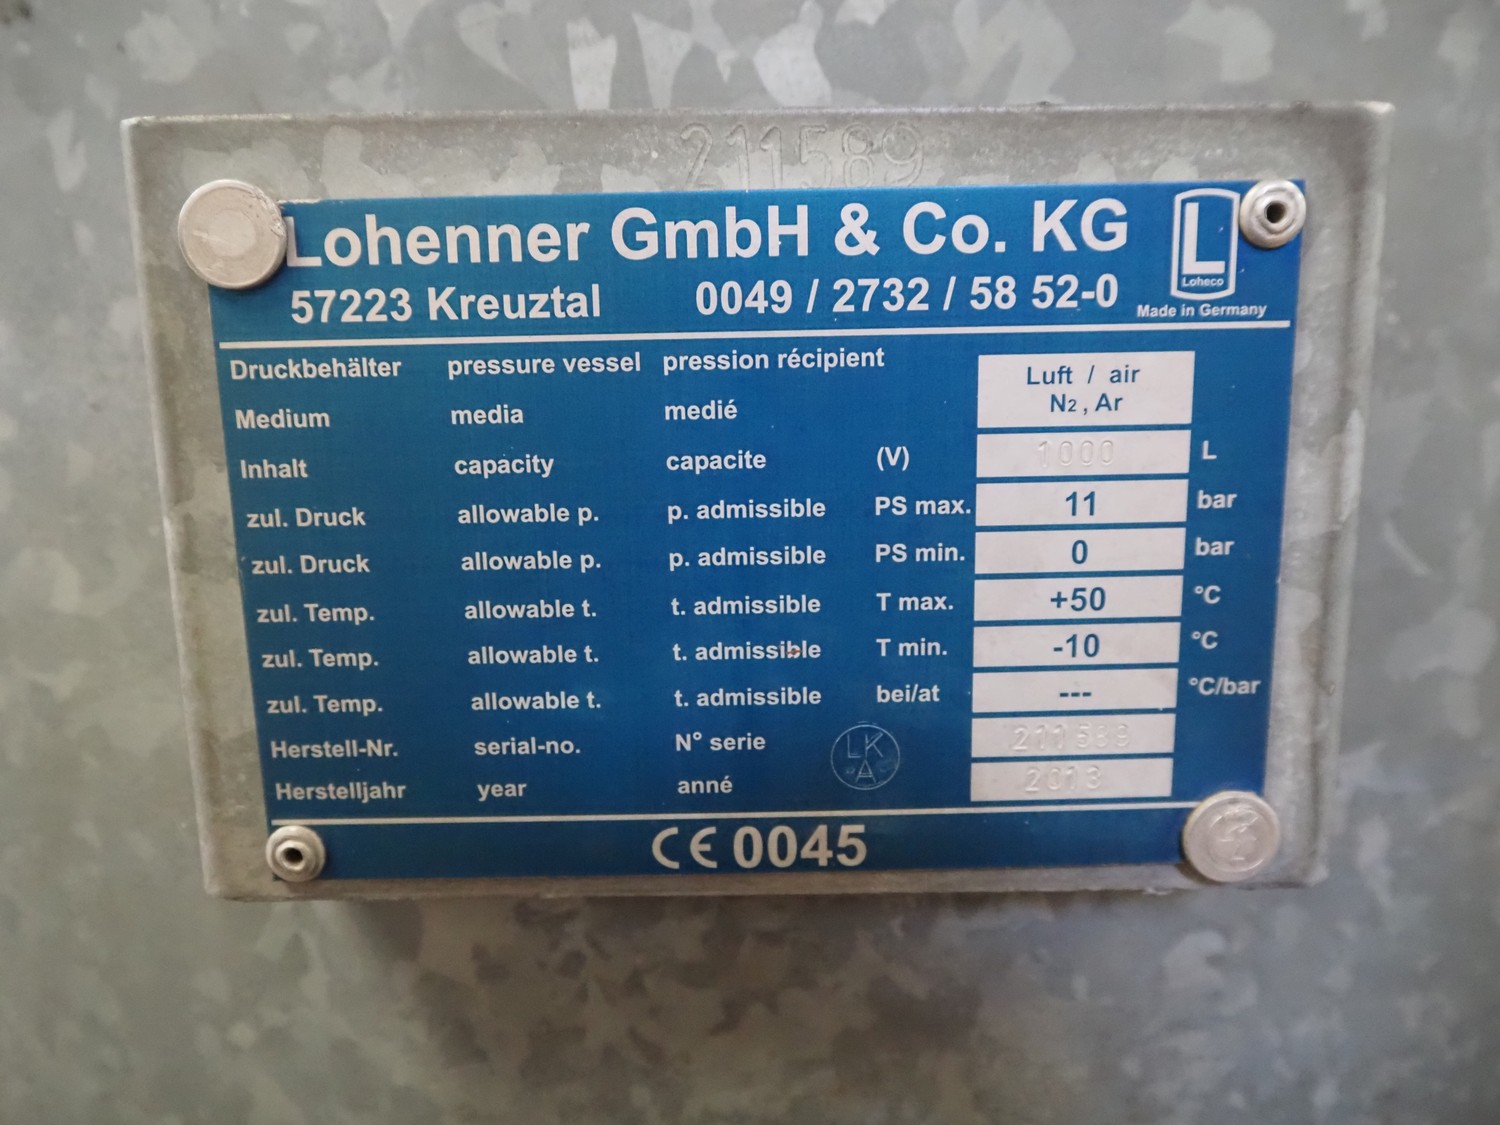 211589
Lohenner GmbH & Co. KG
L
Loheco
57223 Kreuztal 0049 / 2732 / 58 52-0 Made in Germany
Druckbehälter pressure vessel pression récipient Luft / air
Medium media medié N2 , Ar
Inhalt capacity capacite (V) 1000 L
zul. Druck allowable p. p. admissible PS max. 11 bar
zul. Druck allowable p. p. admissible PS min. 0 bar
zul. Temp. allowable t. t. admissible T max. +50 °C
zul. Temp. allowable t. t. admissible T min. -10 °C
zul. Temp. allowable t. t. admissible bei/at --- °C/bar
Herstell-Nr. serial-no. N° serie LKA 211589
Herstelljahr year anné 2013
CE 0045